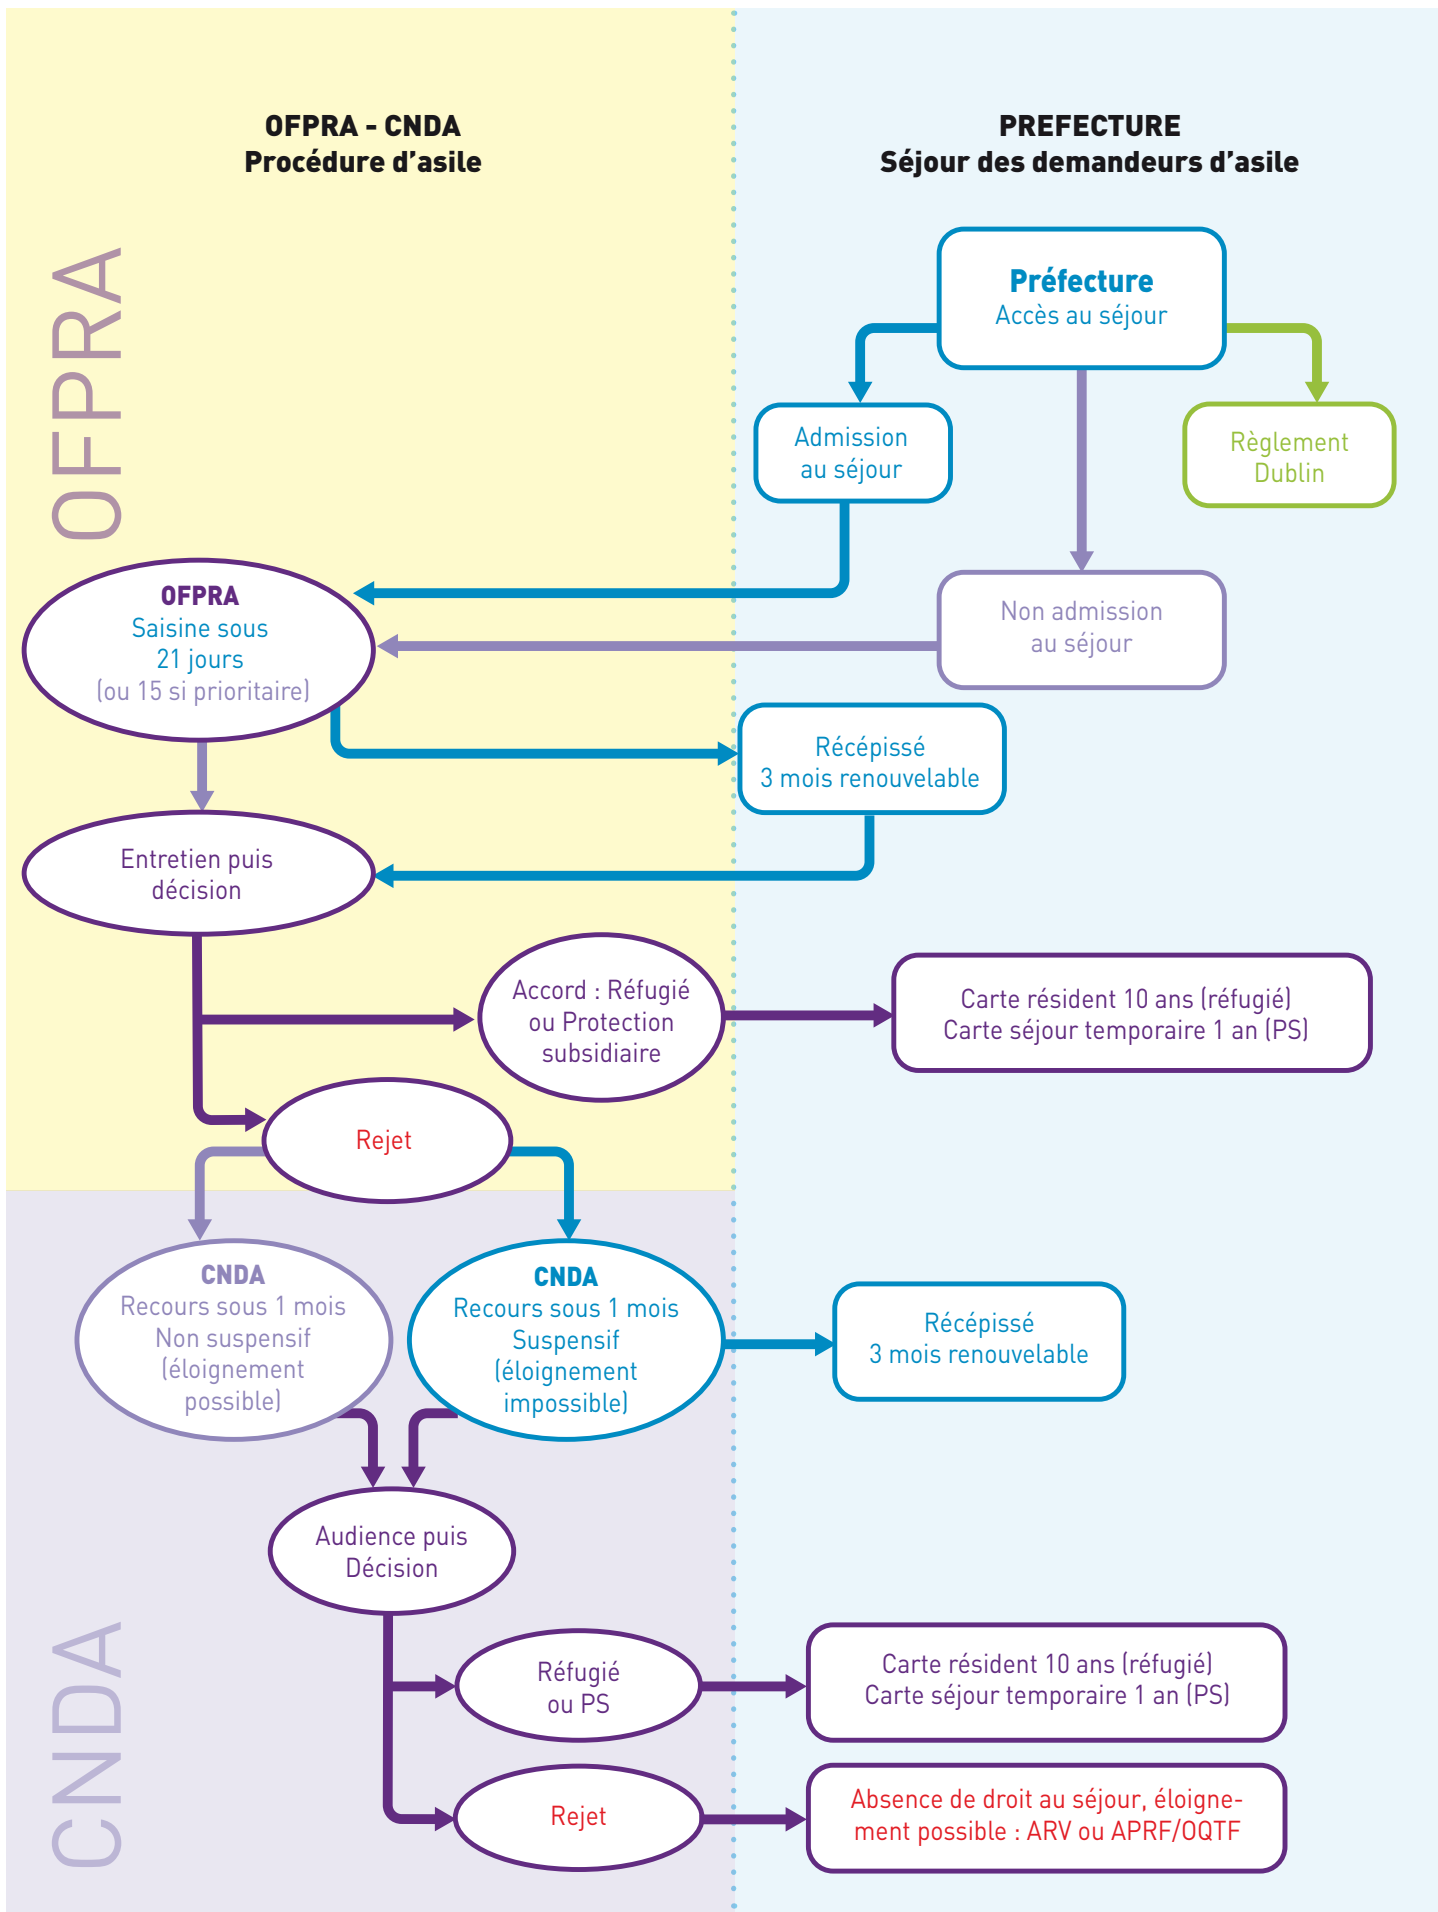 OFPRA - CNDA
Procédure d'asile
PREFECTURE
Séjour des demandeurs d'asile
OFPRA
Préfecture
Accès au séjour
Admission
au séjour
Règlement
Dublin
OFPRA
Saisine sous
21 jours
(ou 15 si prioritaire)
Non admission
au séjour
Récépissé
3 mois renouvelable
Entretien puis
décision
Accord : Réfugié
ou Protection
subsidiaire
Carte résident 10 ans (réfugié)
Carte séjour temporaire 1 an (PS)
Rejet
CNDA
CNDA
Recours sous 1 mois
Non suspensif
(éloignement
possible)
CNDA
Recours sous 1 mois
Suspensif
(éloignement
impossible)
Récépissé
3 mois renouvelable
Audience puis
Décision
Réfugié
ou PS
Carte résident 10 ans (réfugié)
Carte séjour temporaire 1 an (PS)
Rejet
Absence de droit au séjour, éloigne-
ment possible : ARV ou APRF/OQTF